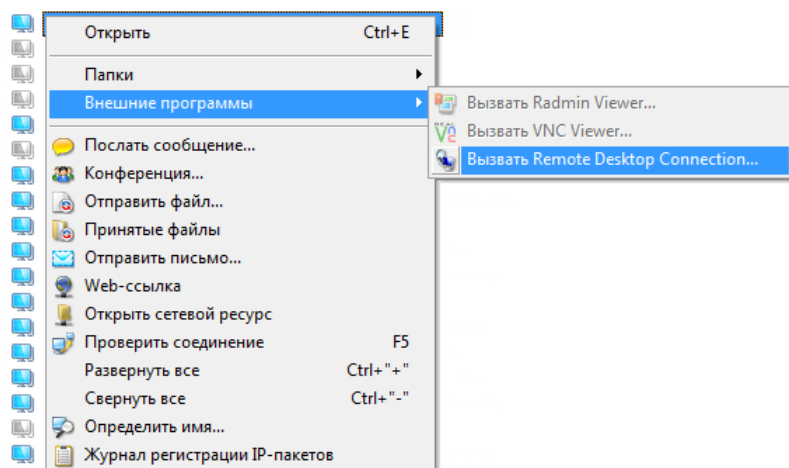 Открыть Ctrl+E
Папки
Внешние программы
Вызвать Radmin Viewer...
Вызвать VNC Viewer...
Вызвать Remote Desktop Connection...
Послать сообщение...
Конференция...
Отправить файл...
Принятые файлы
Отправить письмо...
Web-ссылка
Открыть сетевой ресурс
Проверить соединение F5
Развернуть все Ctrl+"+"
Свернуть все Ctrl+"-"
Определить имя...
Журнал регистрации IP-пакетов